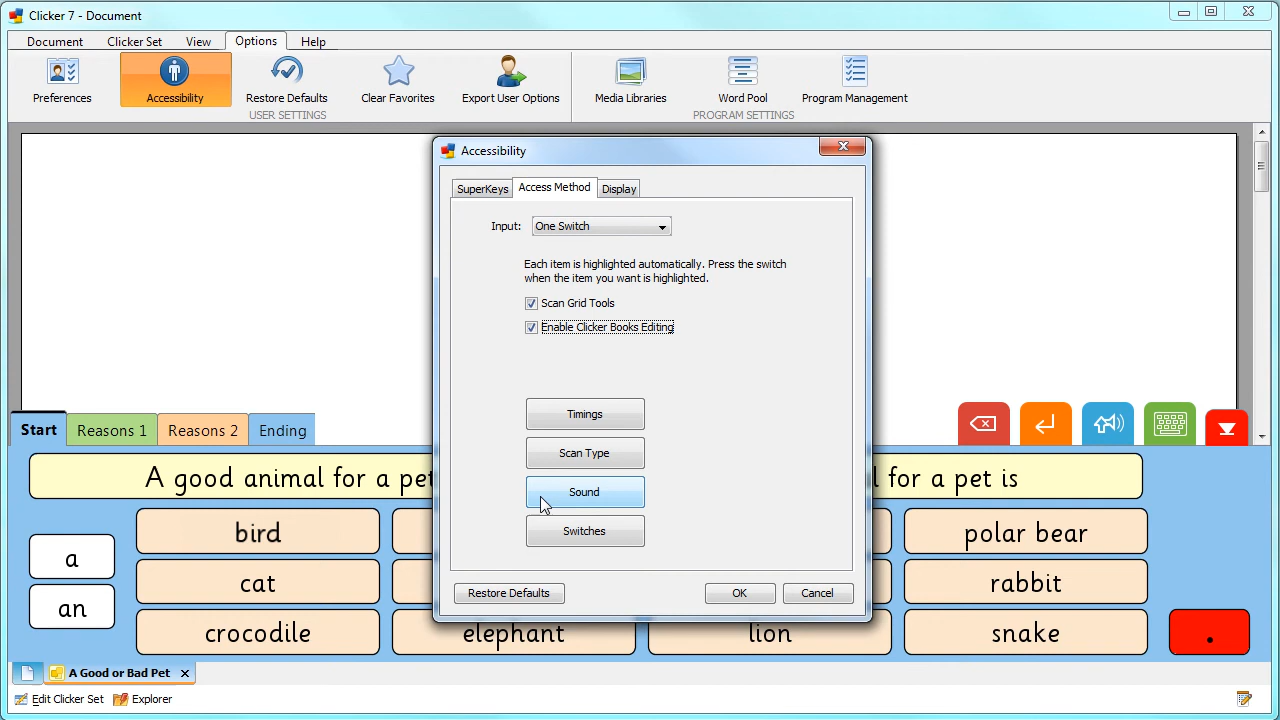 Clicker 7 - Document
Document Clicker Set View Options Help
Preferences Accessibility Restore Defaults Clear Favorites Export User Options Media Libraries Word Pool Program Management
USER SETTINGS PROGRAM SETTINGS
Accessibility
SuperKeys Access Method Display
Input: One Switch
Each item is highlighted automatically. Press the switch
when the item you want is highlighted.
Scan Grid Tools
Enable Clicker Books Editing
Timings
Scan Type
Sound
Switches
Restore Defaults OK Cancel
Start Reasons 1 Reasons 2 Ending
A good animal for a pet
for a pet is
a
an
bird
polar bear
cat
rabbit
crocodile elephant lion snake .
A Good or Bad Pet
Edit Clicker Set Explorer